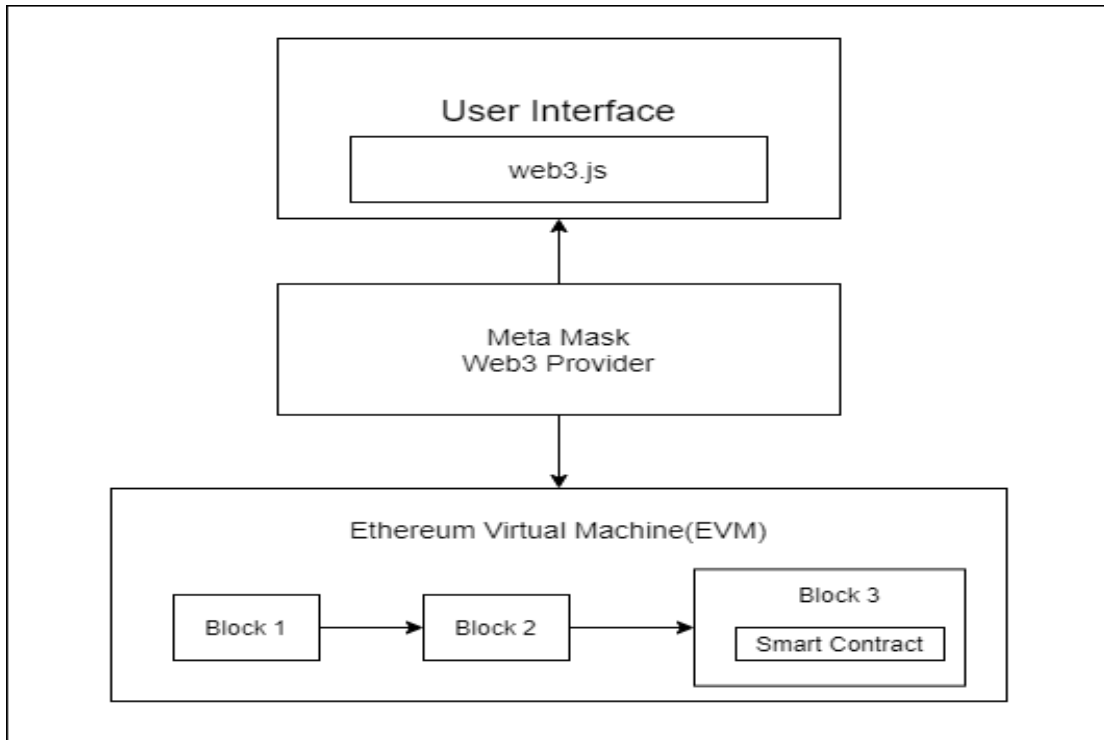 User Interface
web3.js
Meta Mask
Web3 Provider
Ethereum Virtual Machine(EVM)
Block 1
Block 2
Block 3
Smart Contract